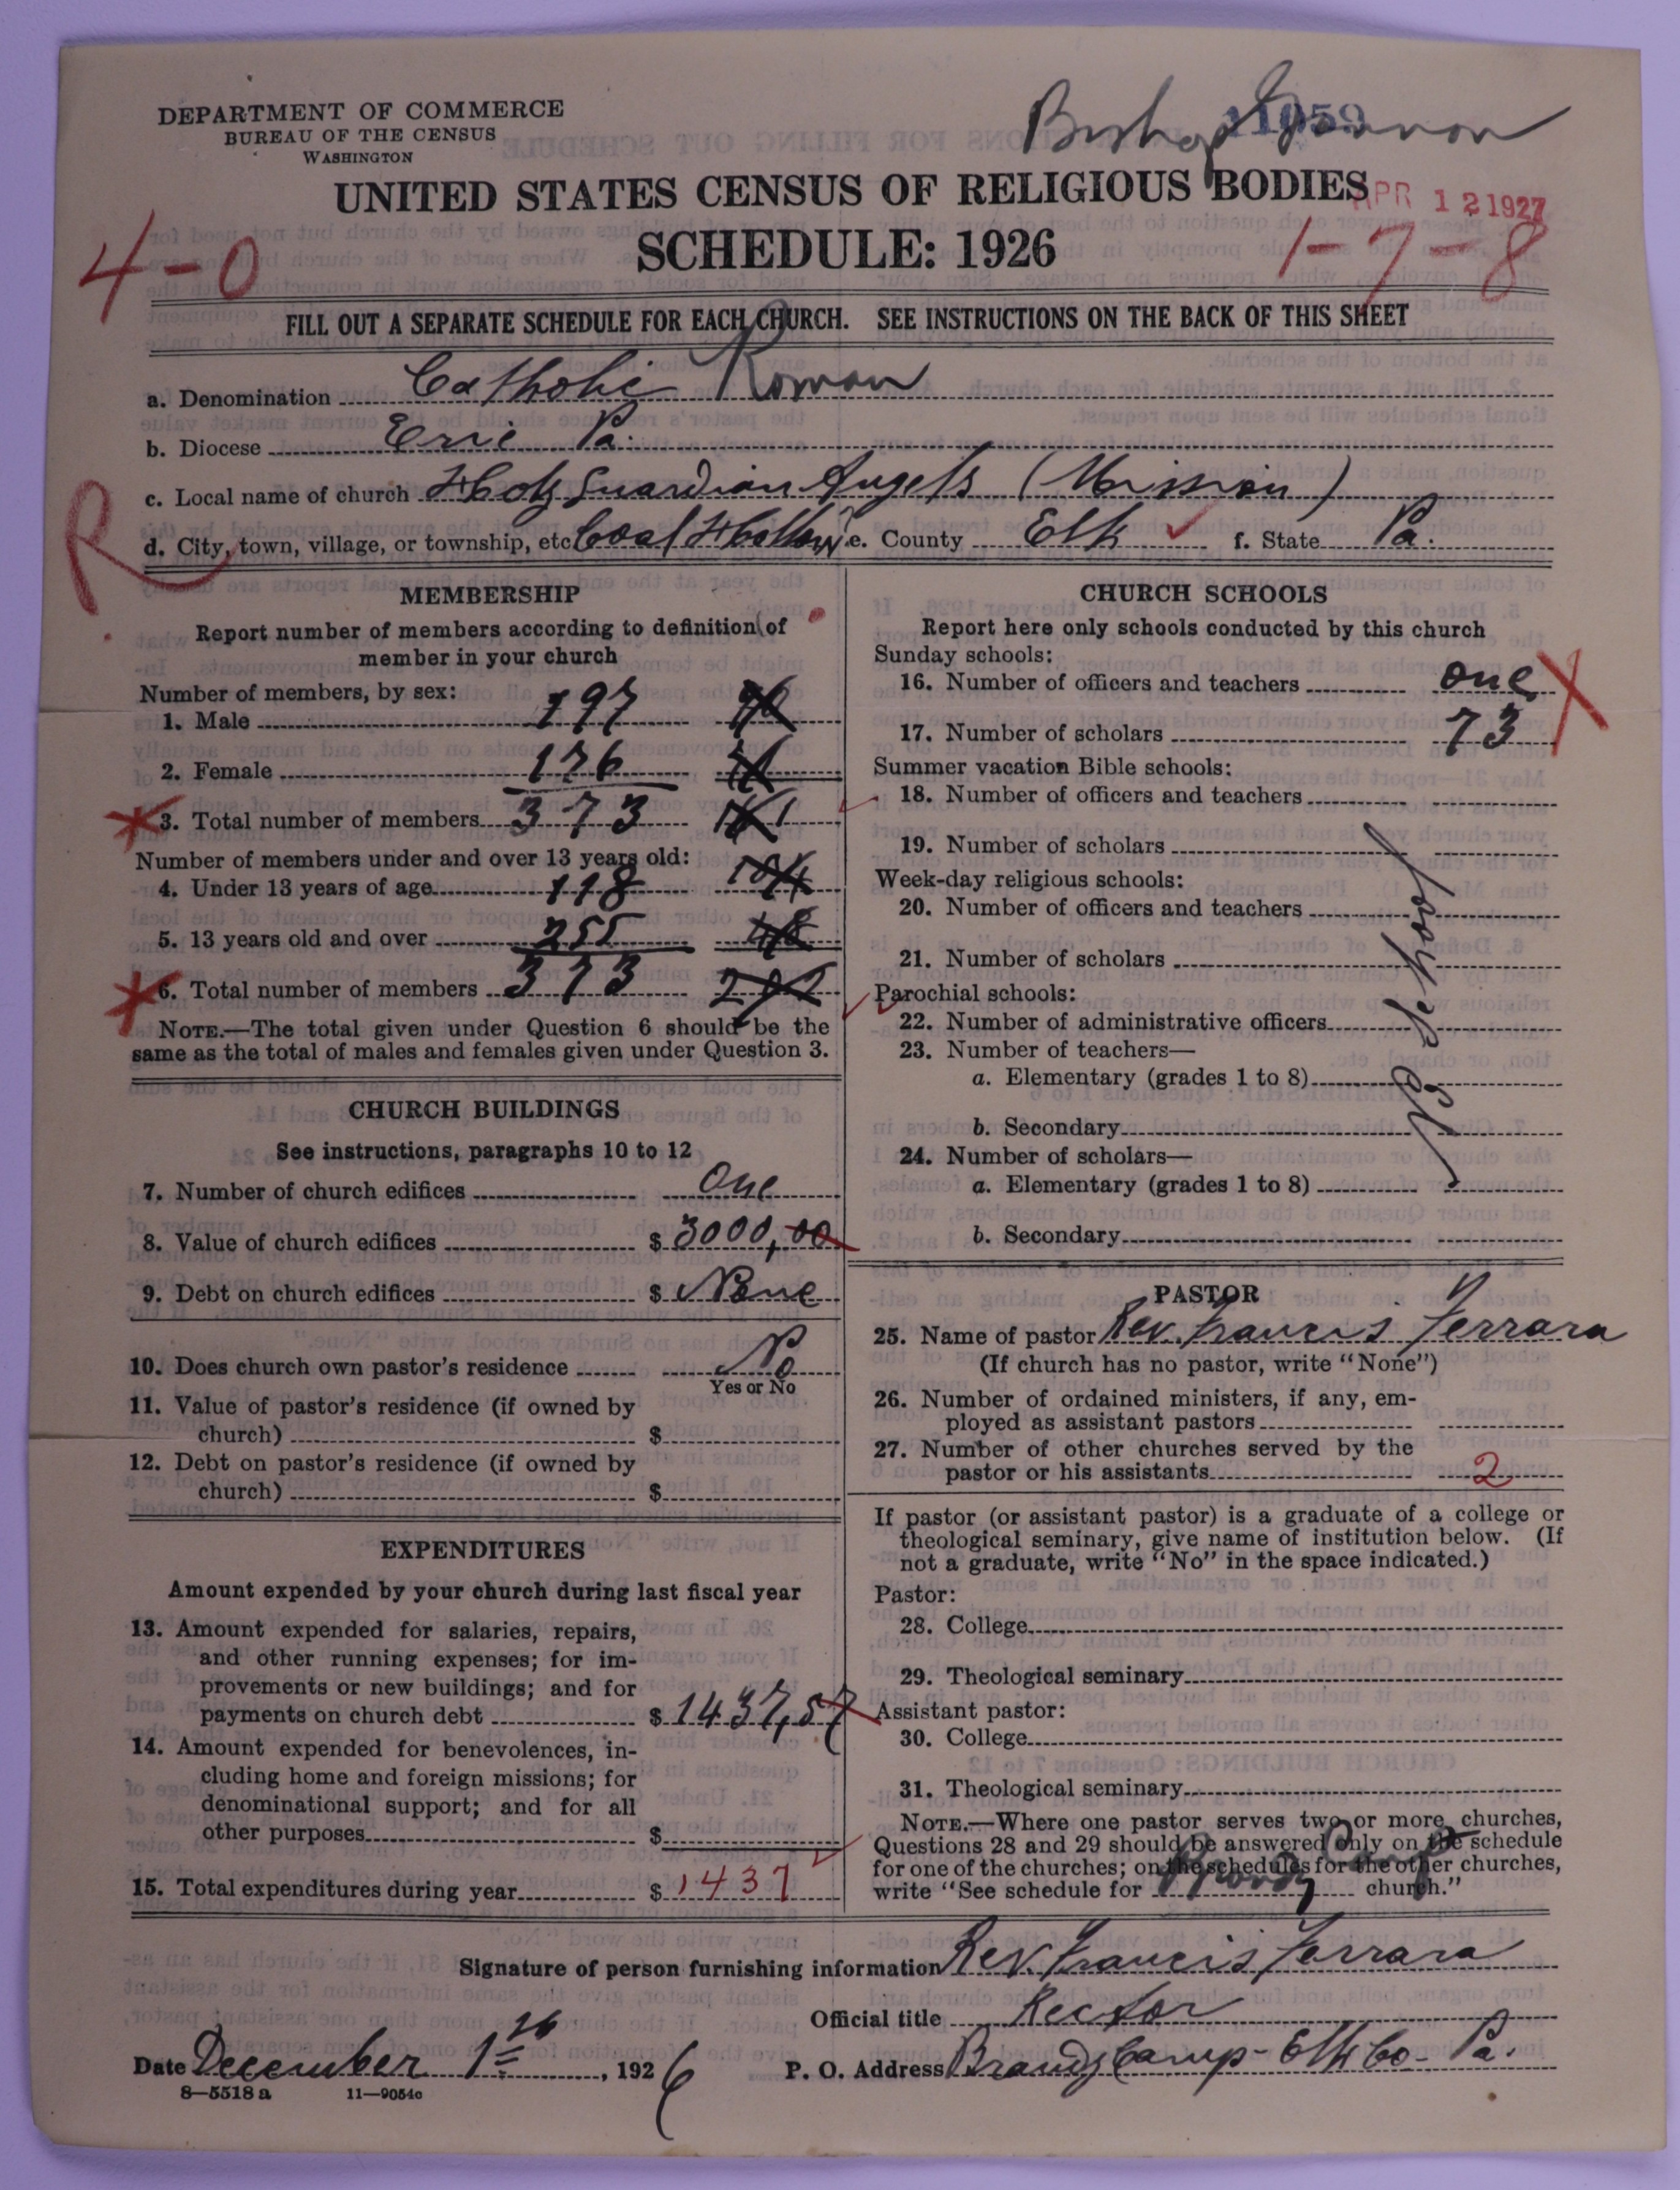 DEPARTMENT OF COMMERCE
BUREAU OF THE CENSUS
WASHINGTON
Bishop Gannon
11059
UNITED STATES CENSUS OF RELIGIOUS BODIES
APR 12 1927
SCHEDULE: 1926
4-0
1-7-8
FILL OUT A SEPARATE SCHEDULE FOR EACH CHURCH. SEE INSTRUCTIONS ON THE BACK OF THIS SHEET
a. Denomination Catholic Roman
b. Diocese Erie Pa.
c. Local name of church Holy Guardian Angels (Mission)
R
d. City, town, village, or township, etc. Coal Hollow e. County Elk f. State Pa.
MEMBERSHIP
Report number of members according to definition of
member in your church
Number of members, by sex:
1. Male 197
2. Female 176
3. Total number of members 373
Number of members under and over 13 years old:
4. Under 13 years of age 118
5. 13 years old and over 255
6. Total number of members 373
NOTE.—The total given under Question 6 should be the
same as the total of males and females given under Question 3.
CHURCH BUILDINGS
See instructions, paragraphs 10 to 12
7. Number of church edifices One
8. Value of church edifices $ 3000,00
9. Debt on church edifices $ None
10. Does church own pastor's residence No
Yes or No
11. Value of pastor's residence (if owned by
church) $
12. Debt on pastor's residence (if owned by
church) $
EXPENDITURES
Amount expended by your church during last fiscal year
13. Amount expended for salaries, repairs,
and other running expenses; for im-
provements or new buildings; and for
payments on church debt $ 1437,57
14. Amount expended for benevolences, in-
cluding home and foreign missions; for
denominational support; and for all
other purposes $
15. Total expenditures during year $ 1437
CHURCH SCHOOLS
Report here only schools conducted by this church
Sunday schools:
16. Number of officers and teachers one
17. Number of scholars 73
Summer vacation Bible schools:
18. Number of officers and teachers
19. Number of scholars
Week-day religious schools:
20. Number of officers and teachers
21. Number of scholars
Parochial schools:
22. Number of administrative officers
23. Number of teachers—
a. Elementary (grades 1 to 8)
b. Secondary
24. Number of scholars—
a. Elementary (grades 1 to 8)
b. Secondary
No School
PASTOR
25. Name of pastor Rev. Francis Ferrara
(If church has no pastor, write "None")
26. Number of ordained ministers, if any, em-
ployed as assistant pastors
27. Number of other churches served by the
pastor or his assistants 2
If pastor (or assistant pastor) is a graduate of a college or
theological seminary, give name of institution below. (If
not a graduate, write "No" in the space indicated.)
Pastor:
28. College
29. Theological seminary
Assistant pastor:
30. College
31. Theological seminary
NOTE.—Where one pastor serves two or more churches,
Questions 28 and 29 should be answered only on the schedule
for one of the churches; on the schedules for the other churches,
write "See schedule for Brandy Camp church."
Signature of person furnishing information Rev. Francis Ferrara
Official title Rector
Date December 1st 16, 1926 P. O. Address Brandy Camp - Elk Co - Pa.
8—5518 a 11—9054c